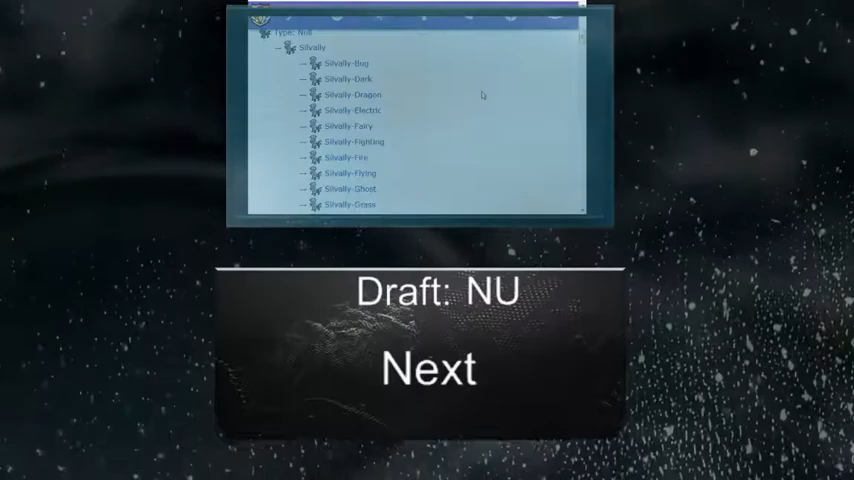 Type: Null
Silvally
Silvally-Bug
Silvally-Dark
Silvally-Dragon
Silvally-Electric
Silvally-Fairy
Silvally-Fighting
Silvally-Fire
Silvally-Flying
Silvally-Ghost
Silvally-Grass
Draft: NU
Next